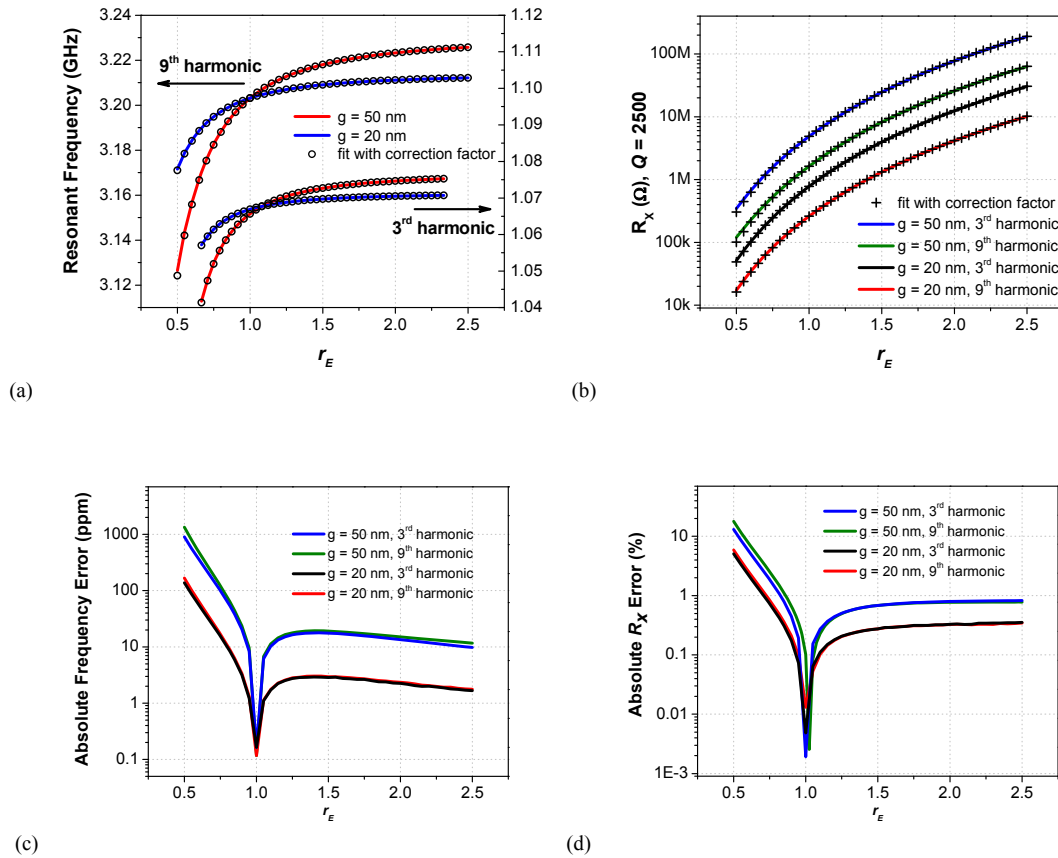 Resonant Frequency (GHz)
3.24
3.22
3.20
3.18
3.16
3.14
3.12
1.12
1.11
1.10
1.09
1.08
1.07
1.06
1.05
1.04
9th harmonic
g = 50 nm
g = 20 nm
fit with correction factor
3rd harmonic
0.5 1.0 1.5 2.0 2.5
rE
(a)
RX (Ω), Q = 2500
100M
10M
1M
100k
10k
fit with correction factor
g = 50 nm, 3rd harmonic
g = 50 nm, 9th harmonic
g = 20 nm, 3rd harmonic
g = 20 nm, 9th harmonic
0.5 1.0 1.5 2.0 2.5
rE
(b)
Absolute Frequency Error (ppm)
1000
100
10
1
0.1
g = 50 nm, 3rd harmonic
g = 50 nm, 9th harmonic
g = 20 nm, 3rd harmonic
g = 20 nm, 9th harmonic
0.5 1.0 1.5 2.0 2.5
rE
(c)
Absolute RX Error (%)
10
1
0.1
0.01
1E-3
g = 50 nm, 3rd harmonic
g = 50 nm, 9th harmonic
g = 20 nm, 3rd harmonic
g = 20 nm, 9th harmonic
0.5 1.0 1.5 2.0 2.5
rE
(d)